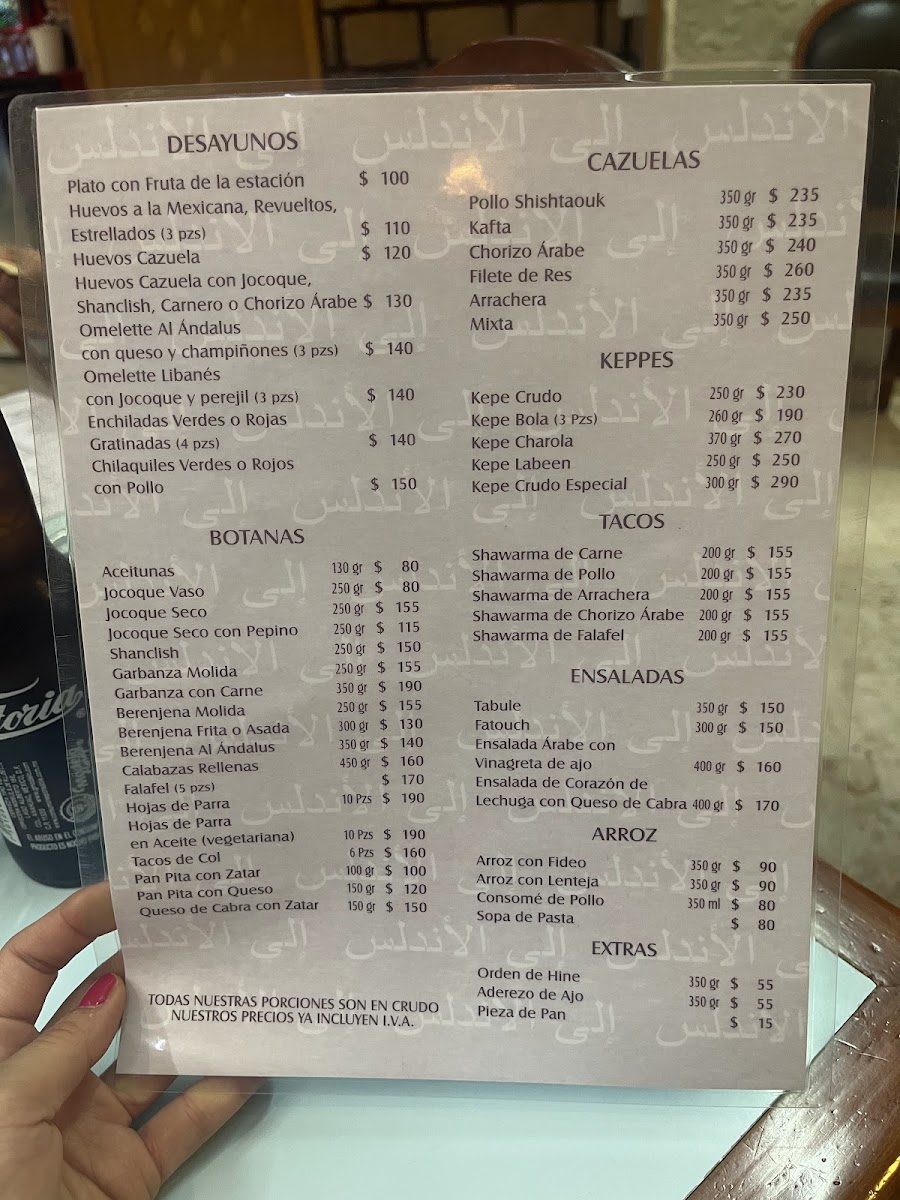 DESAYUNOS
Plato con Fruta de la estación $ 100
Huevos a la Mexicana, Revueltos,
Estrellados (3 pzs) $ 110
Huevos Cazuela $ 120
Huevos Cazuela con Jocoque,
Shanclish, Carnero o Chorizo Árabe $ 130
Omelette Al Ándalus
con queso y champiñones (3 pzs) $ 140
Omelette Libanés
con Jocoque y perejil (3 pzs) $ 140
Enchiladas Verdes o Rojas
Gratinadas (4 pzs) $ 140
Chilaquiles Verdes o Rojos
con Pollo $ 150
BOTANAS
Aceitunas 130 gr $ 80
Jocoque Vaso 250 gr $ 80
Jocoque Seco 250 gr $ 155
Jocoque Seco con Pepino 250 gr $ 115
Shanclish 250 gr $ 150
Garbanza Molida 250 gr $ 155
Garbanza con Carne 350 gr $ 190
Berenjena Molida 250 gr $ 155
Berenjena Frita o Asada 300 gr $ 130
Berenjena Al Ándalus 350 gr $ 140
Calabazas Rellenas 450 gr $ 160
Falafel (5 pzs) $ 170
Hojas de Parra 10 Pzs $ 190
Hojas de Parra
en Aceite (vegetariana) 10 Pzs $ 190
Tacos de Col 6 Pzs $ 160
Pan Pita con Zatar 100 gr $ 100
Pan Pita con Queso 150 gr $ 120
Queso de Cabra con Zatar 150 gr $ 150
TODAS NUESTRAS PORCIONES SON EN CRUDO
NUESTROS PRECIOS YA INCLUYEN I.V.A.
CAZUELAS
Pollo Shishtaouk 350 gr $ 235
Kafta 350 gr $ 235
Chorizo Árabe 350 gr $ 240
Filete de Res 350 gr $ 260
Arrachera 350 gr $ 235
Mixta 350 gr $ 250
KEPPES
Kepe Crudo 250 gr $ 230
Kepe Bola (3 Pzs) 260 gr $ 190
Kepe Charola 370 gr $ 270
Kepe Labeen 250 gr $ 250
Kepe Crudo Especial 300 gr $ 290
TACOS
Shawarma de Carne 200 gr $ 155
Shawarma de Pollo 200 gr $ 155
Shawarma de Arrachera 200 gr $ 155
Shawarma de Chorizo Árabe 200 gr $ 155
Shawarma de Falafel 200 gr $ 155
ENSALADAS
Tabule 350 gr $ 150
Fatouch 300 gr $ 150
Ensalada Árabe con
Vinagreta de ajo 400 gr $ 160
Ensalada de Corazón de
Lechuga con Queso de Cabra 400 gr $ 170
ARROZ
Arroz con Fideo 350 gr $ 90
Arroz con Lenteja 350 gr $ 90
Consomé de Pollo 350 ml $ 80
Sopa de Pasta $ 80
EXTRAS
Orden de Hine 350 gr $ 55
Aderezo de Ajo 350 gr $ 55
Pieza de Pan $ 15
إلى الأندلس